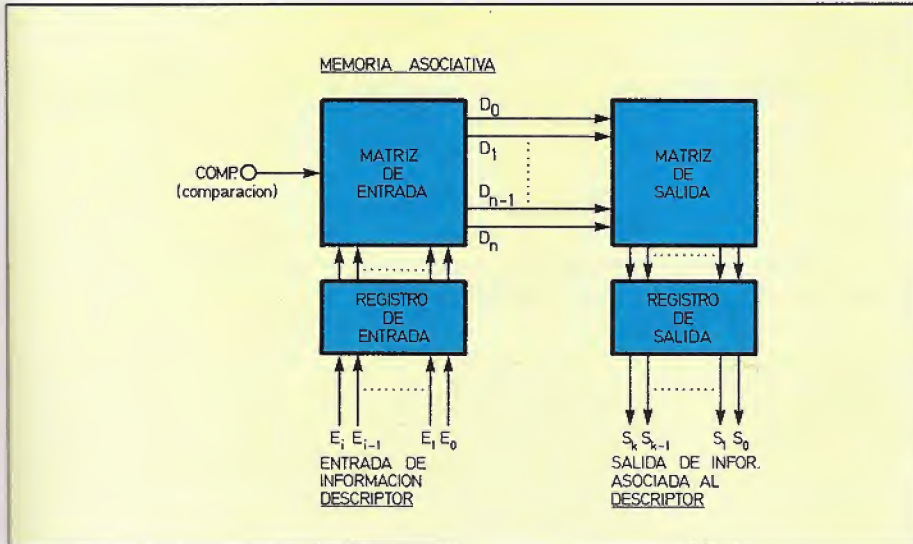 MEMORIA ASOCIATIVA
COMP.
(comparacion)
MATRIZ
DE
ENTRADA
D0
D1
Dn-1
Dn
MATRIZ
DE
SALIDA
REGISTRO
DE
ENTRADA
REGISTRO
DE
SALIDA
Ei Ei-1 E1 E0
ENTRADA DE
INFORMACION
DESCRIPTOR
Sk Sk-1 S1 S0
SALIDA DE INFOR.
ASOCIADA AL
DESCRIPTOR